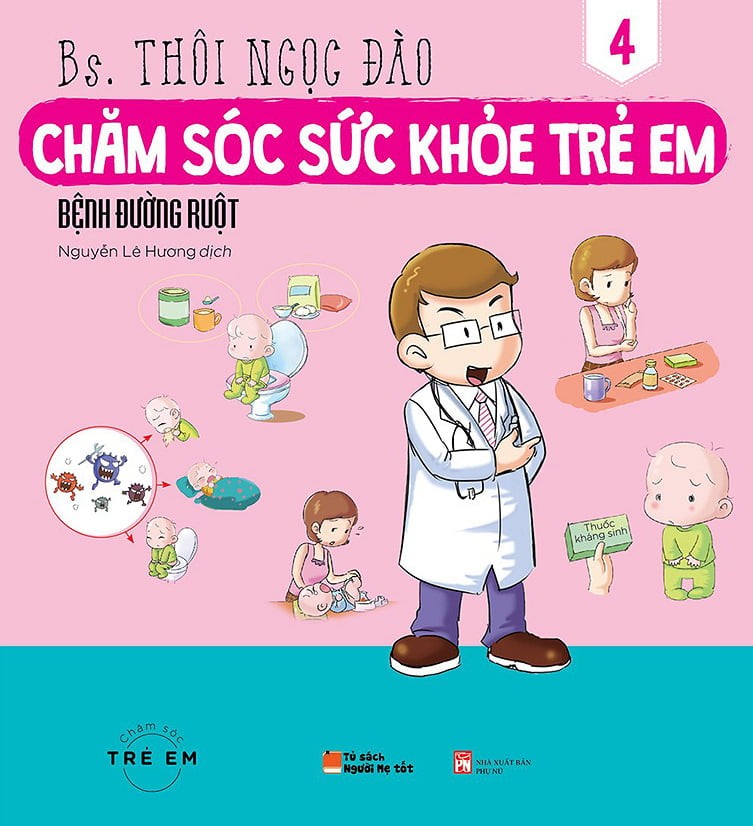 4
Bs. THÔI NGỌC ĐÀO
CHĂM SÓC SỨC KHỎE TRẺ EM
BỆNH ĐƯỜNG RUỘT
Nguyễn Lê Hương dịch
Thuốc
kháng sinh
Chăm sóc
TRẺ EM
Tủ sách
Người Mẹ tốt
PN
NHÀ XUẤT BẢN
PHỤ NỮ